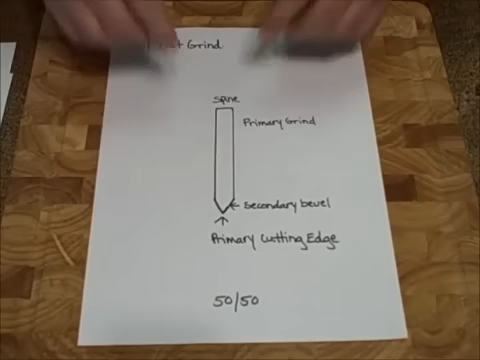 Grind
Spine
Primary Grind
Secondary bevel
Primary Cutting Edge
50/50